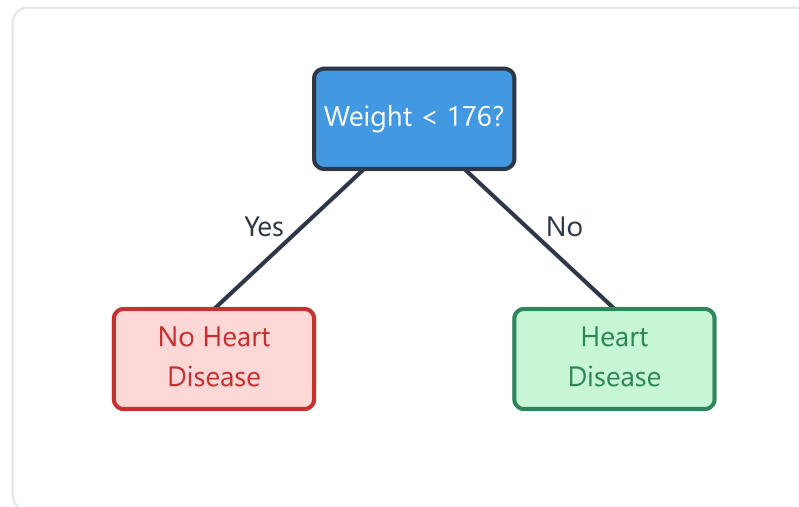 Weight < 176?
Yes
No
No Heart
Disease
Heart
Disease